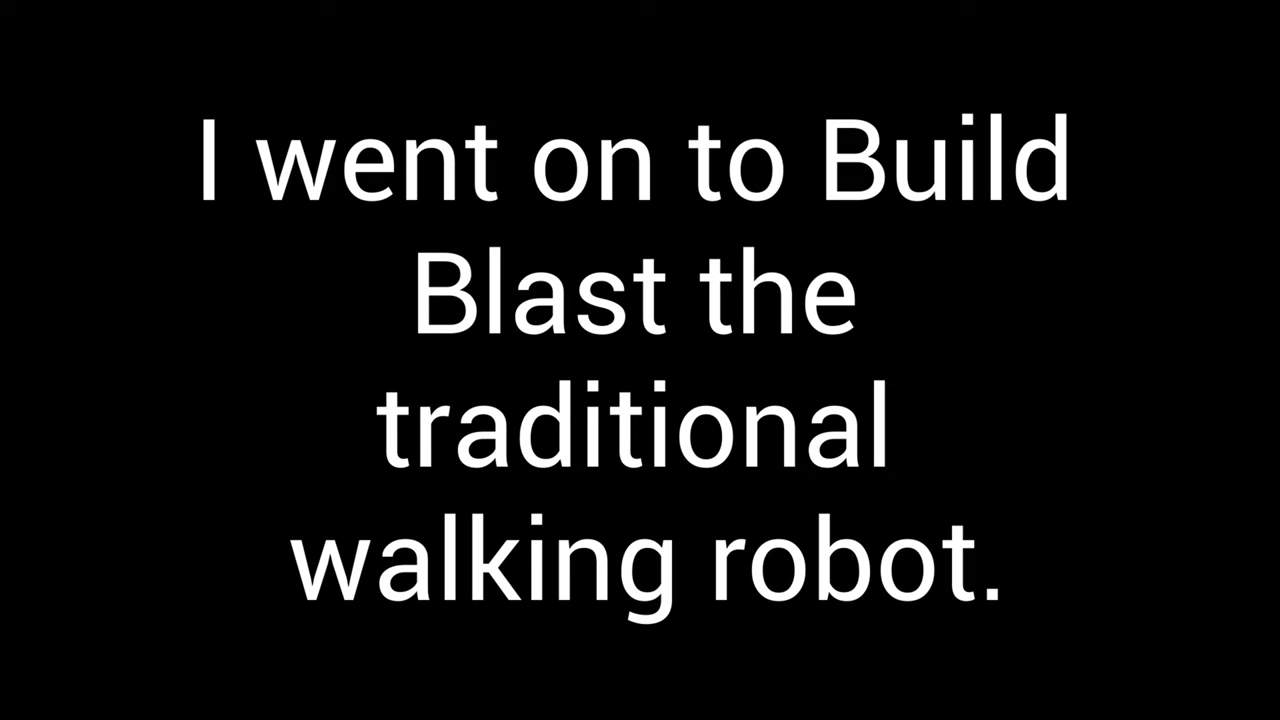 I went on to Build
Blast the
traditional
walking robot.